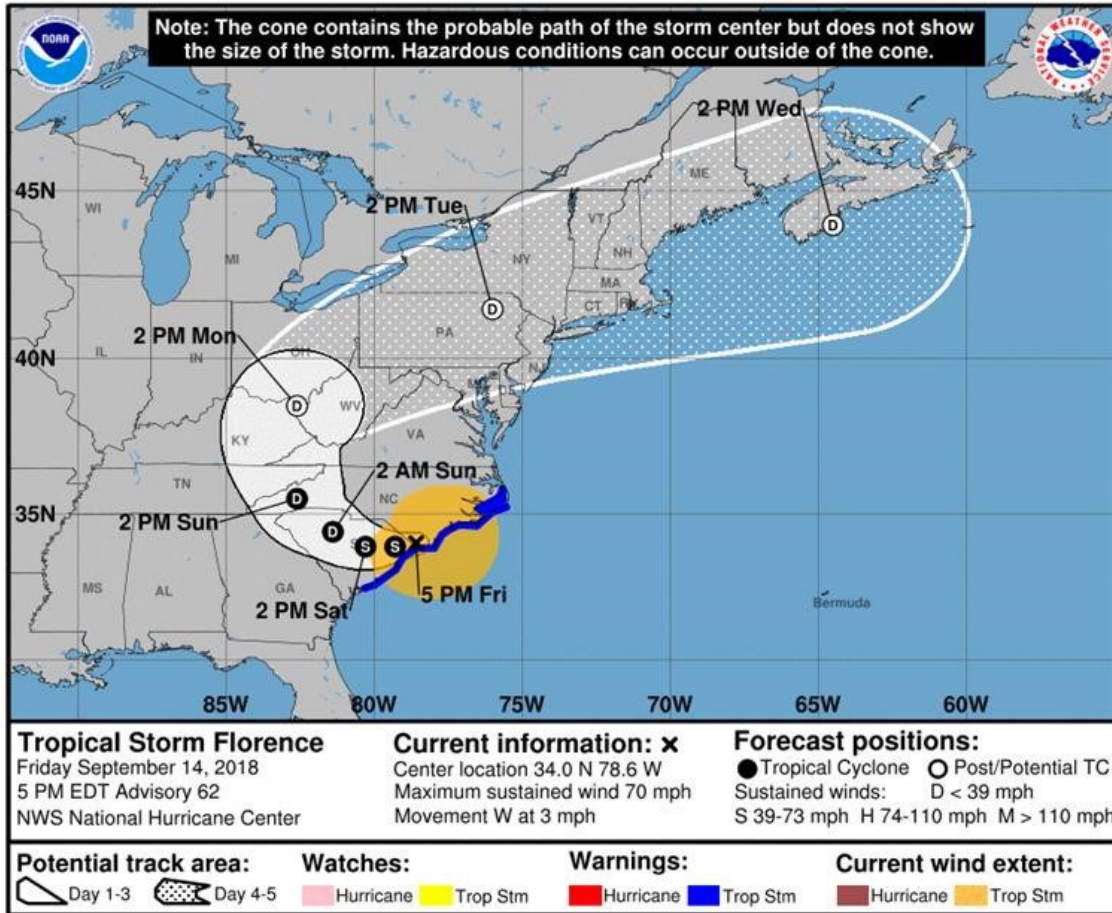 Note: The cone contains the probable path of the storm center but does not show
the size of the storm. Hazardous conditions can occur outside of the cone.
NOAA
NATIONAL WEATHER SERVICE
2 PM Wed
45N
WI
ME
2 PM Tue
VT
MI
NY
NH
MA
CT
RI
PA
2 PM Mon
40N
IL
IN
OH
NJ
MD
DE
WV
KY
VA
2 AM Sun
TN
NC
35N
2 PM Sun
D
D
D
D
D
S
S
MS
AL
GA
2 PM Sat
5 PM Fri
Bermuda
85W
80W
75W
70W
65W
60W
Tropical Storm Florence
Friday September 14, 2018
5 PM EDT Advisory 62
NWS National Hurricane Center
Current information: x
Center location 34.0 N 78.6 W
Maximum sustained wind 70 mph
Movement W at 3 mph
Forecast positions:
Tropical Cyclone Post/Potential TC
Sustained winds: D < 39 mph
S 39-73 mph H 74-110 mph M > 110 mph
Potential track area:
Day 1-3 Day 4-5
Watches:
Hurricane Trop Stm
Warnings:
Hurricane Trop Stm
Current wind extent:
Hurricane Trop Stm